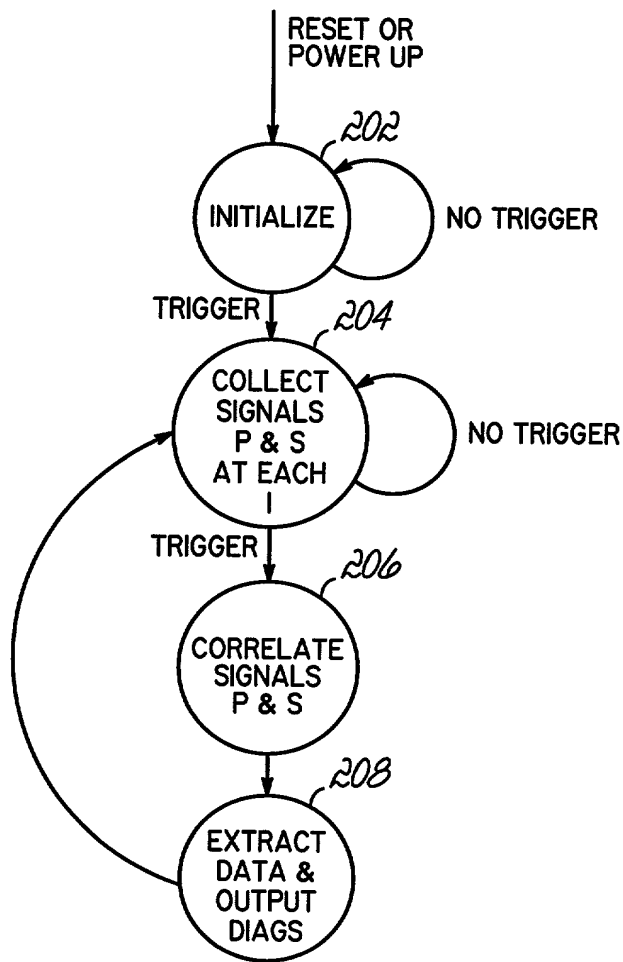 RESET OR
POWER UP
202
INITIALIZE
NO TRIGGER
TRIGGER
204
COLLECT
SIGNALS
P & S
AT EACH
I
NO TRIGGER
TRIGGER
206
CORRELATE
SIGNALS
P & S
208
EXTRACT
DATA &
OUTPUT
DIAGS